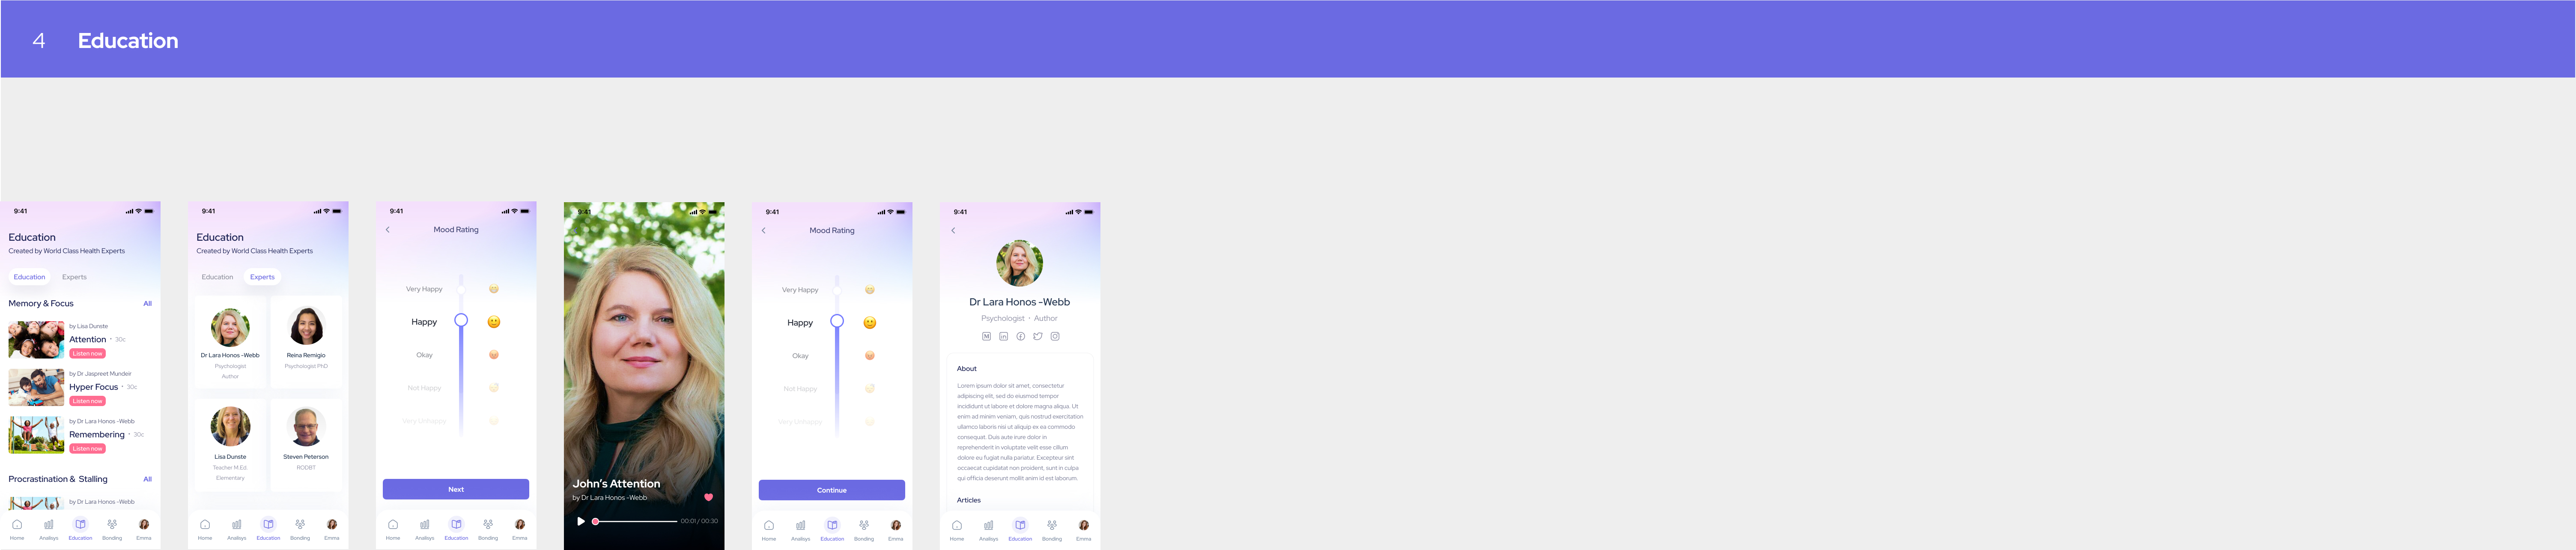 4 Education
9:41
Education
Created by World Class Health Experts
Education Experts
Memory & Focus All
by Lisa Dunste
Attention • 30c
Listen now
by Dr Jaspreet Mundeir
Hyper Focus • 30c
Listen now
by Dr Lara Honos -Webb
Remembering • 30c
Listen now
Procrastination & Stalling All
by Dr Lara Honos -Webb
Home Analisys Education Bonding Emma
9:41
Education
Created by World Class Health Experts
Education Experts
Dr Lara Honos -Webb
Psychologist
Author
Reina Remigio
Psychologist PhD
Lisa Dunste
Teacher M.Ed.
Elementary
Steven Peterson
RODBT
Home Analisys Education Bonding Emma
9:41
Mood Rating
Very Happy
Happy
Okay
Not Happy
Very Unhappy
Next
Home Analisys Education Bonding Emma
9:41
John's Attention
by Dr Lara Honos -Webb
00:01 / 00:30
9:41
Mood Rating
Very Happy
Happy
Okay
Not Happy
Very Unhappy
Continue
Home Analisys Education Bonding Emma
9:41
Dr Lara Honos -Webb
Psychologist • Author
About
Lorem ipsum dolor sit amet, consectetur
adipiscing elit, sed do eiusmod tempor
incididunt ut labore et dolore magna aliqua. Ut
enim ad minim veniam, quis nostrud exercitation
ullamco laboris nisi ut aliquip ex ea commodo
consequat. Duis aute irure dolor in
reprehenderit in voluptate velit esse cillum
dolore eu fugiat nulla pariatur. Excepteur sint
occaecat cupidatat non proident, sunt in culpa
qui officia deserunt mollit anim id est laborum.
Articles
Home Analisys Education Bonding Emma